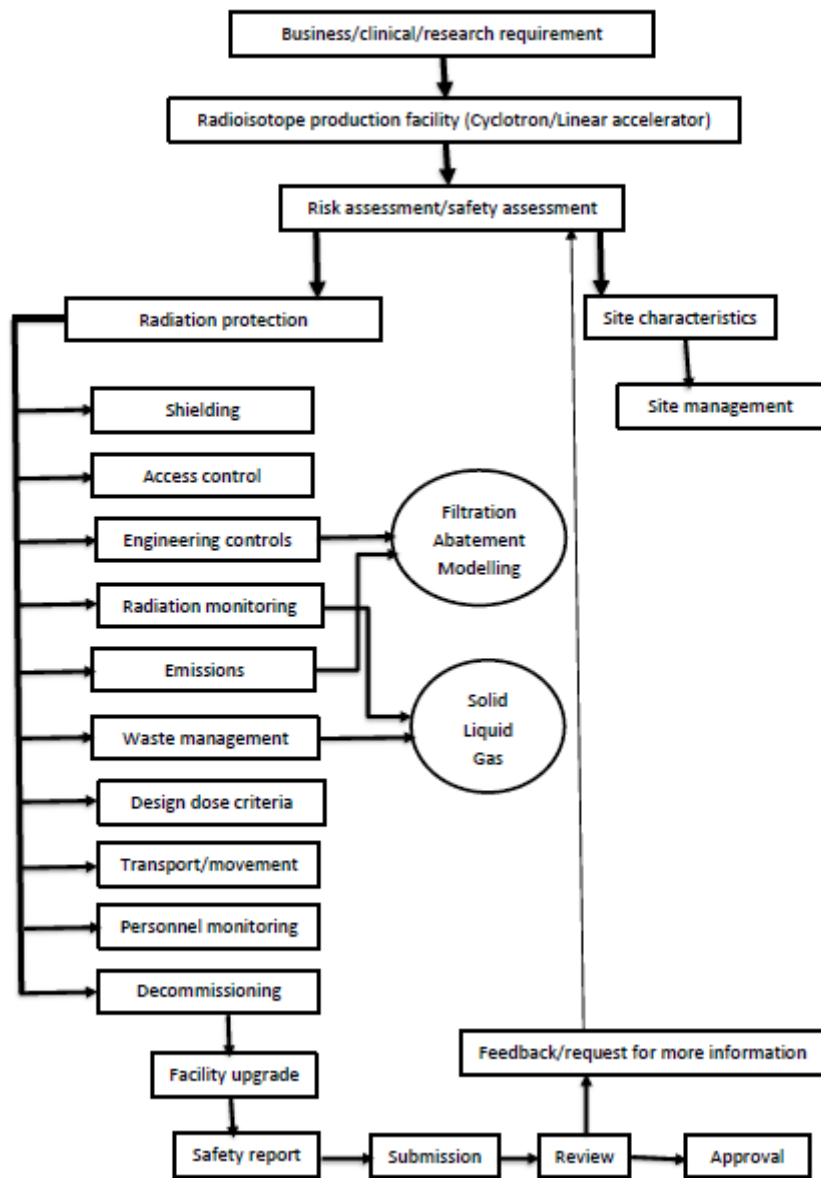 Business/clinical/research requirement
Radioisotope production facility (Cyclotron/Linear accelerator)
Risk assessment/safety assessment
Radiation protection
Site characteristics
Site management
Shielding
Access control
Engineering controls
Radiation monitoring
Emissions
Waste management
Design dose criteria
Transport/movement
Personnel monitoring
Decommissioning
Filtration
Abatement
Modelling
Solid
Liquid
Gas
Facility upgrade
Feedback/request for more information
Safety report
Submission
Review
Approval